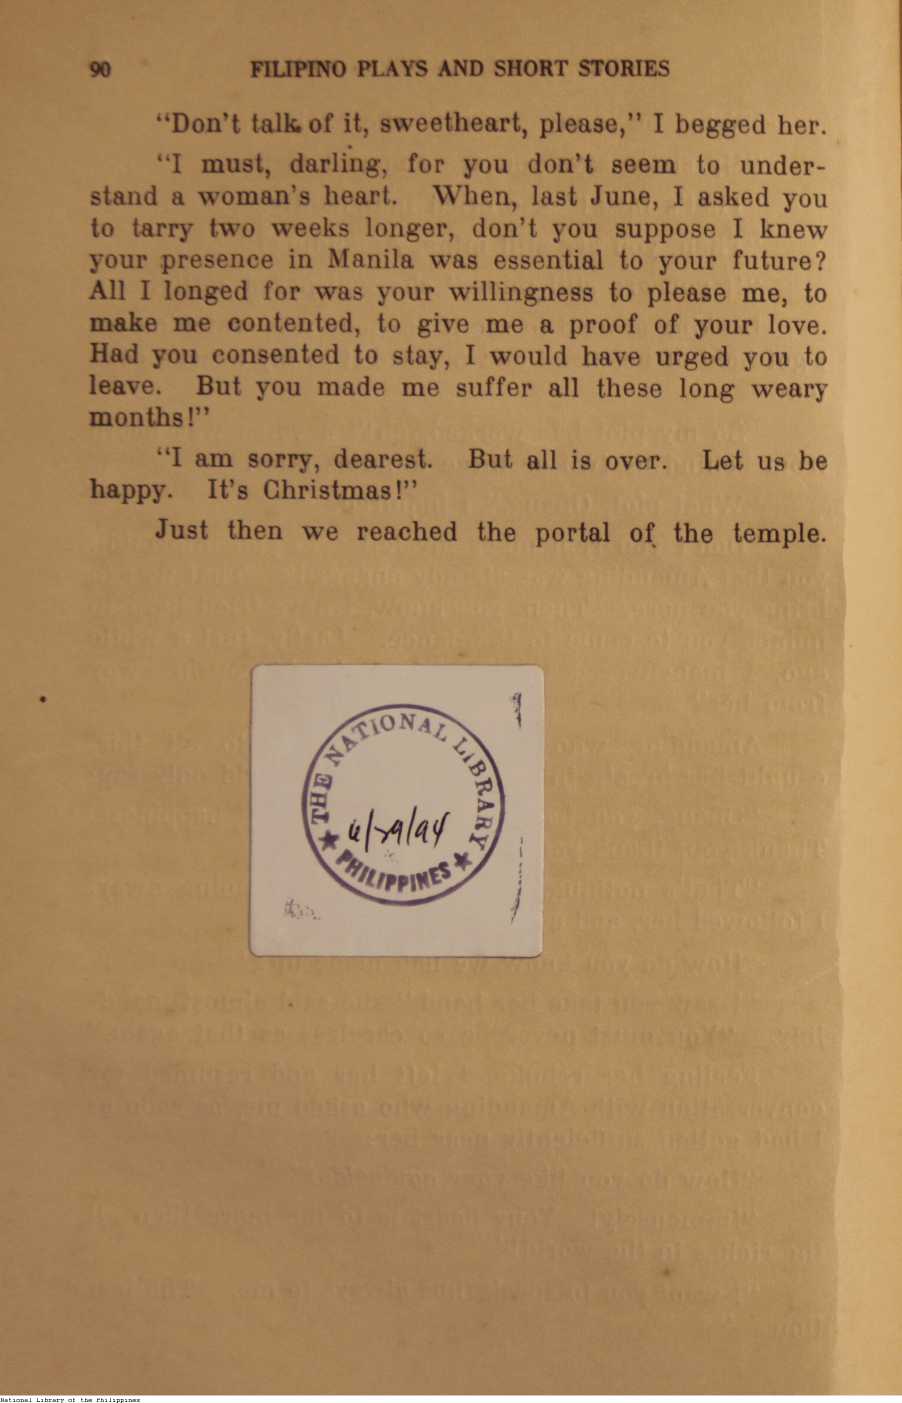 90 FILIPINO PLAYS AND SHORT STORIES
“Don’t talk of it, sweetheart, please,” I begged her.
“I must, darling, for you don’t seem to under-
stand a woman’s heart. When, last June, I asked you
to tarry two weeks longer, don’t you suppose I knew
your presence in Manila was essential to your future?
All I longed for was your willingness to please me, to
make me contented, to give me a proof of your love.
Had you consented to stay, I would have urged you to
leave. But you made me suffer all these long weary
months!”
“I am sorry, dearest. But all is over. Let us be
happy. It’s Christmas!”
Just then we reached the portal of the temple.
THE NATIONAL LIBRARY
6/29/94
PHILIPPINES
National Library of the Philippines